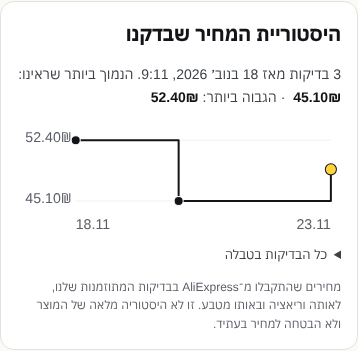 היסטוריית המחיר שבדקנו
3 בדיקות מאז 18 בנוב׳ 2026, 9:11. הנמוך ביותר שראינו:
45.10₪ · הגבוה ביותר: 52.40₪
52.40₪
45.10₪
18.11
23.11
◀ כל הבדיקות בטבלה
מחירים שהתקבלו מ־AliExpress בבדיקות המתוזמנות שלנו,
לאותה וריאציה ובאותו מטבע. זו לא היסטוריה מלאה של המוצר
ולא הבטחה למחיר בעתיד.